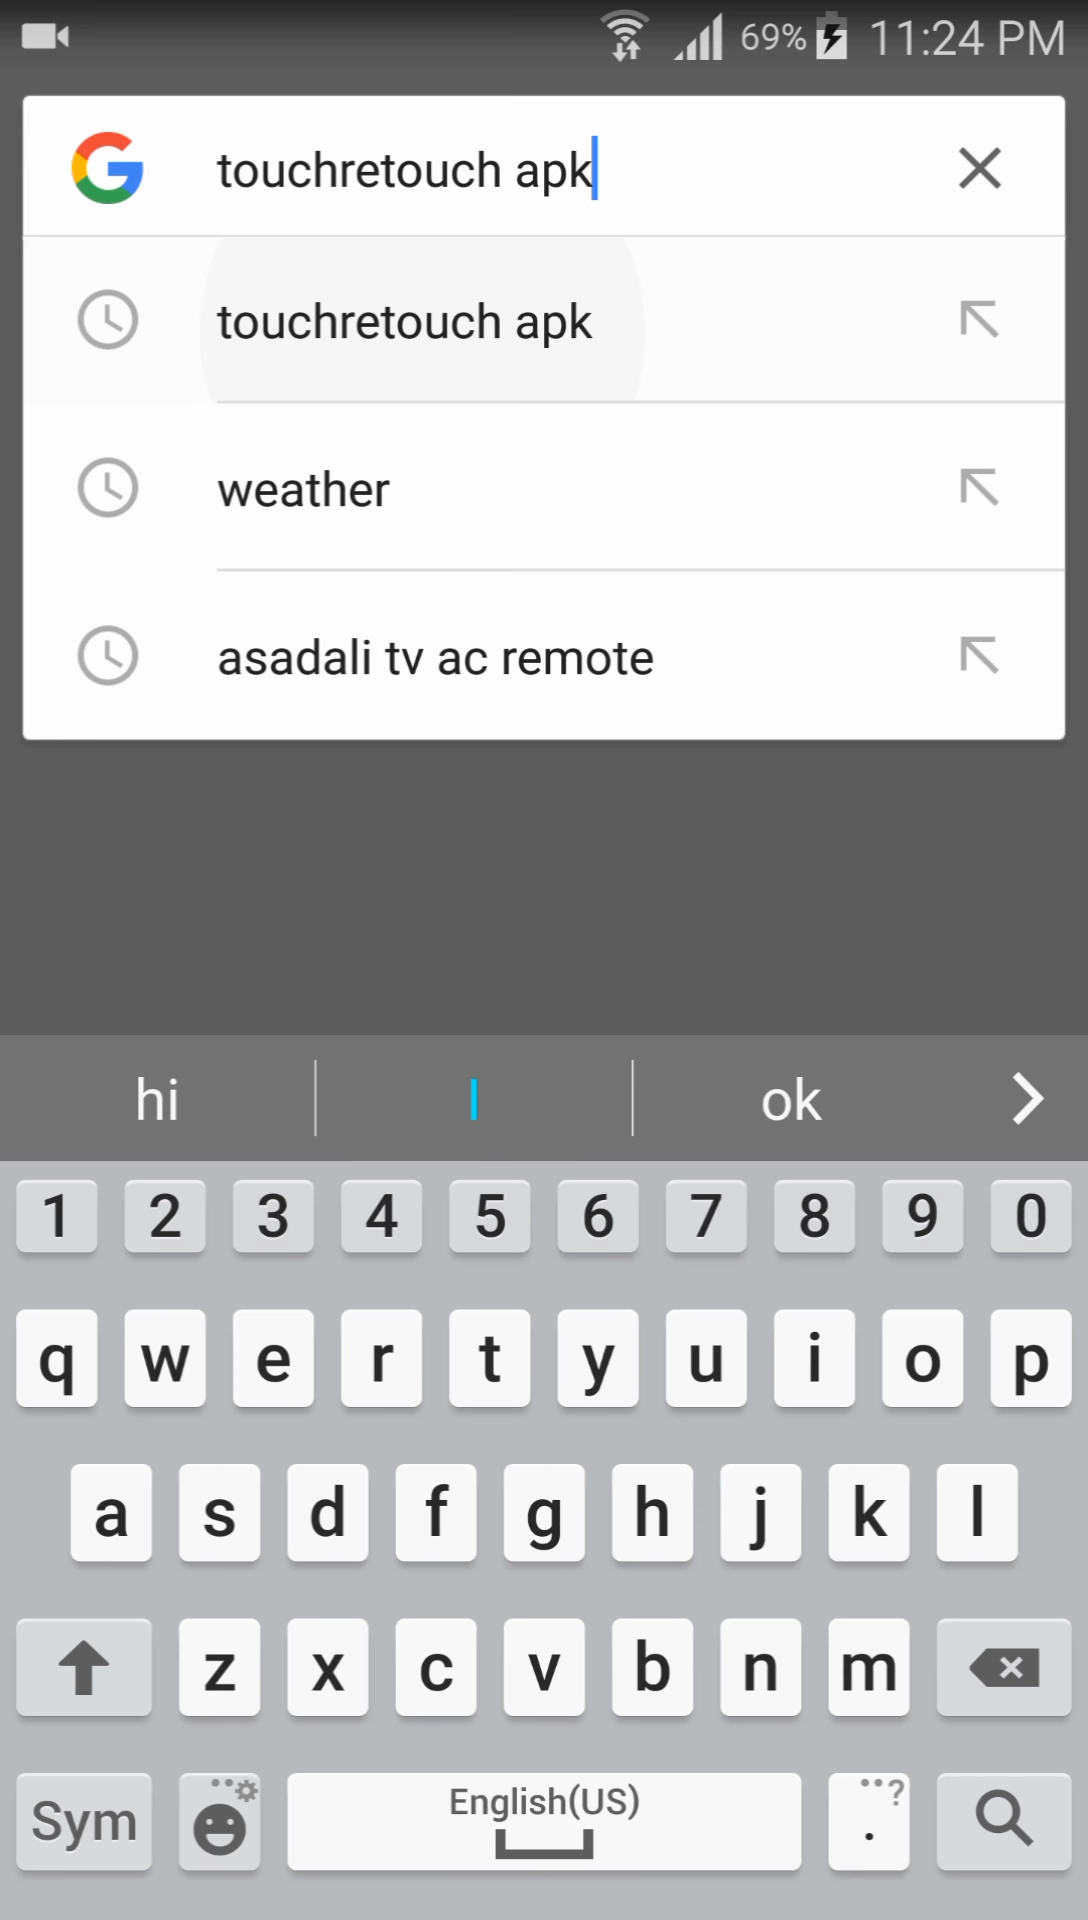 69% 11:24 PM
touchretouch apk
touchretouch apk
weather
asadali tv ac remote
hi I ok
1 2 3 4 5 6 7 8 9 0
q w e r t y u i o p
a s d f g h j k l
z x c v b n m
Sym English(US) . ?